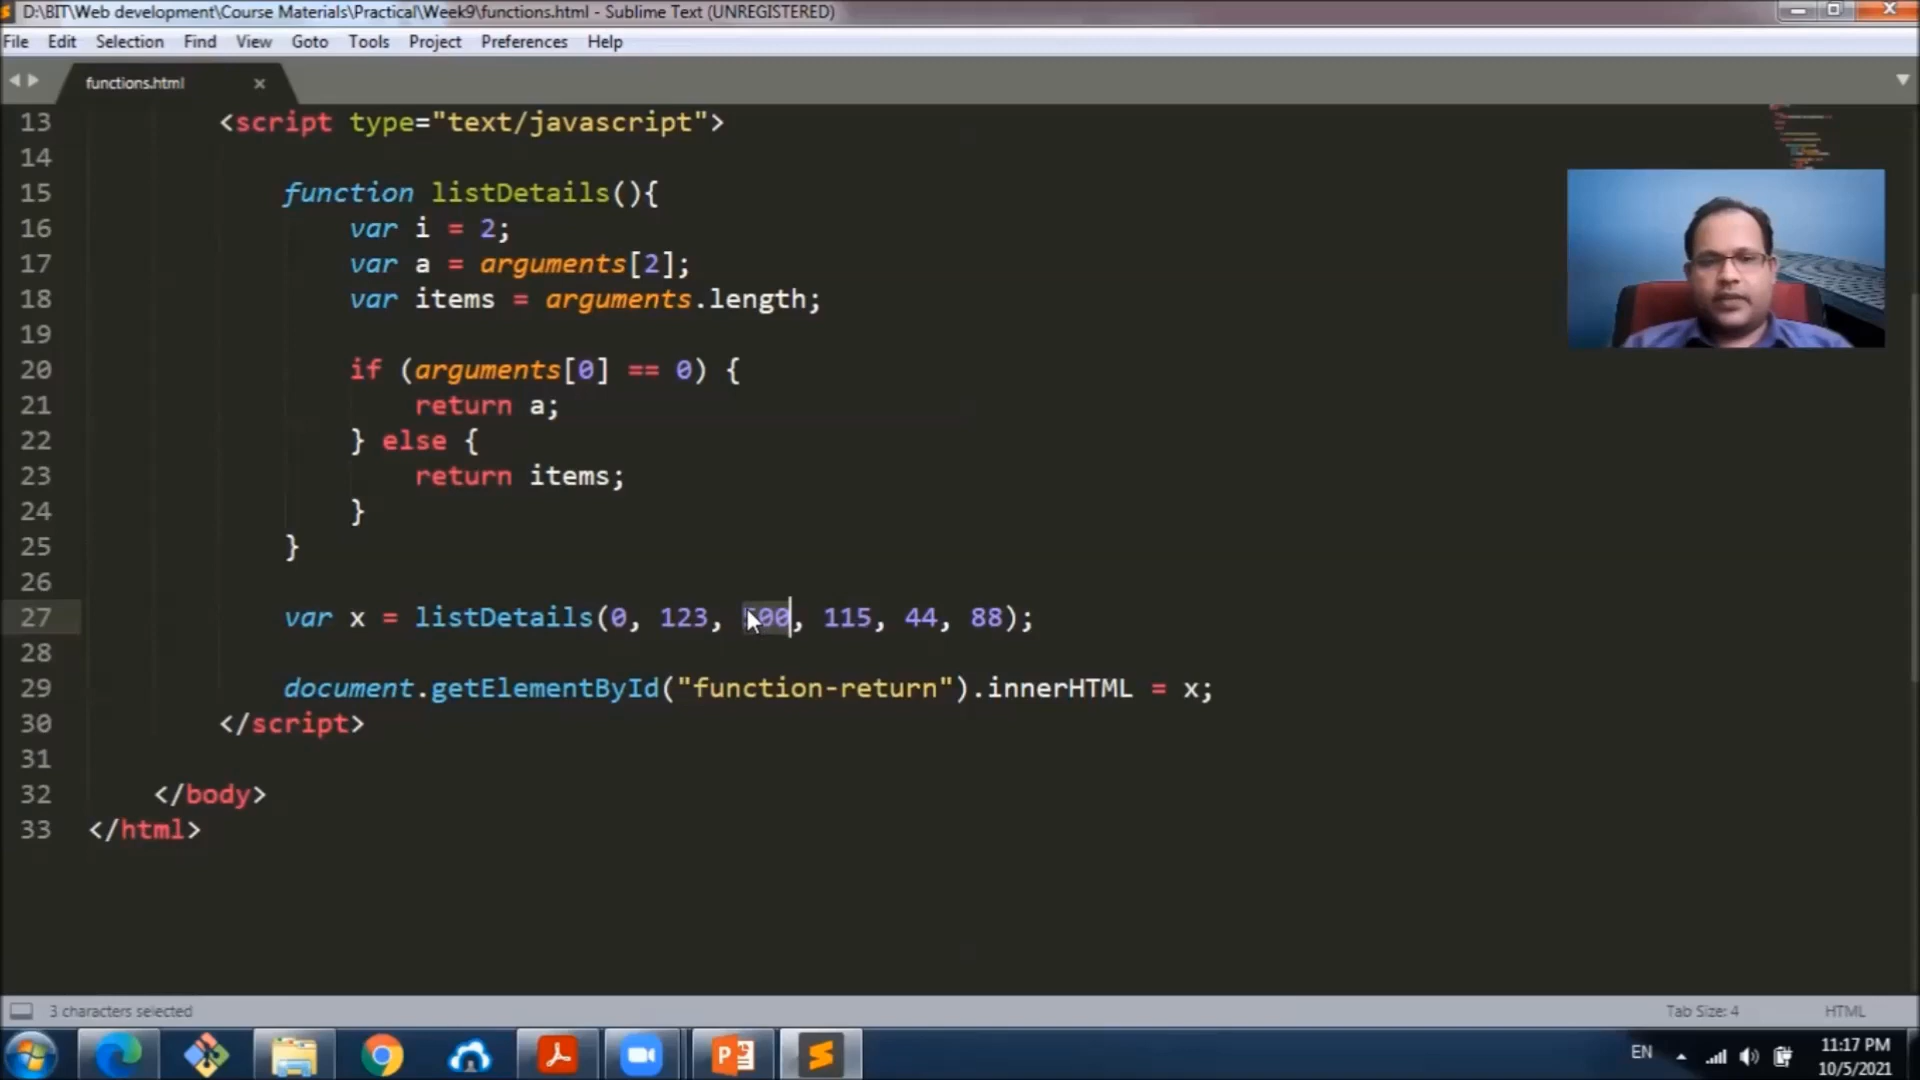 D:\BIT\Web development\Course Materials\Practical\Week9\functions.html - Sublime Text (UNREGISTERED)
File Edit Selection Find View Goto Tools Project Preferences Help
functions.html
13 <script type="text/javascript">
14
15 function listDetails(){
16 var i = 2;
17 var a = arguments[2];
18 var items = arguments.length;
19
20 if (arguments[0] == 0) {
21 return a;
22 } else {
23 return items;
24 }
25 }
26
27 var x = listDetails(0, 123, , 115, 44, 88);
28
29 document.getElementById("function-return").innerHTML = x;
30 </script>
31
32 </body>
33 </html>
3 characters selected Tab Size: 4 HTML
EN 11:17 PM
10/5/2021